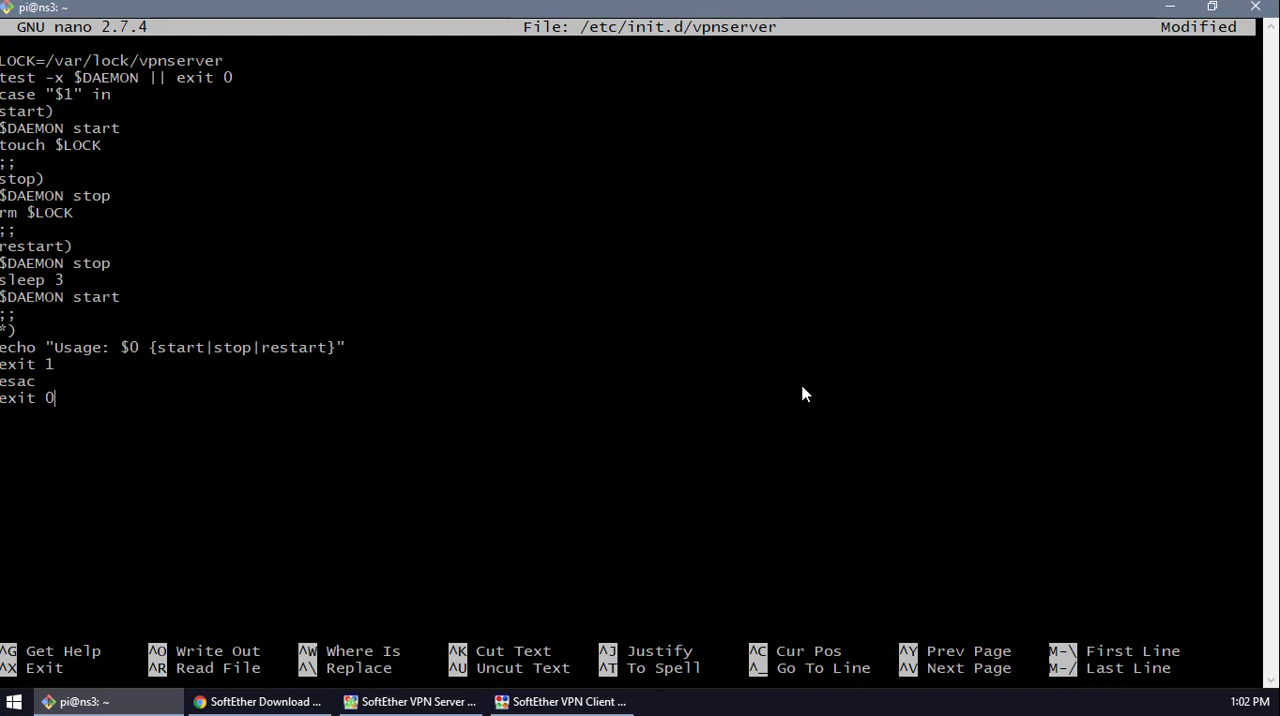 pi@ns3: ~
GNU nano 2.7.4 File: /etc/init.d/vpnserver Modified
LOCK=/var/lock/vpnserver
test -x $DAEMON || exit 0
case "$1" in
start)
$DAEMON start
touch $LOCK
;;
stop)
$DAEMON stop
rm $LOCK
;;
restart)
$DAEMON stop
sleep 3
$DAEMON start
;;
*)
echo "Usage: $0 {start|stop|restart}"
exit 1
esac
exit 0
^G Get Help ^O Write Out ^W Where Is ^K Cut Text ^J Justify ^C Cur Pos ^Y Prev Page M-\ First Line
^X Exit ^R Read File ^\ Replace ^U Uncut Text ^T To Spell ^_ Go To Line ^V Next Page M-/ Last Line
pi@ns3: ~ SoftEther Download ... SoftEther VPN Server ... SoftEther VPN Client ... 1:02 PM